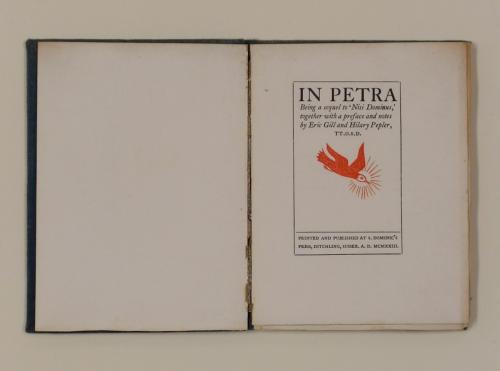 IN PETRA
Being a sequel to 'Nisi Dominus,'
together with a preface and notes
by Eric Gill and Hilary Pepler,
TT.O.S.D.
PRINTED AND PUBLISHED AT S. DOMINIC'S
PRESS, DITCHLING, SUSSEX. A. D. MCMXXIII.